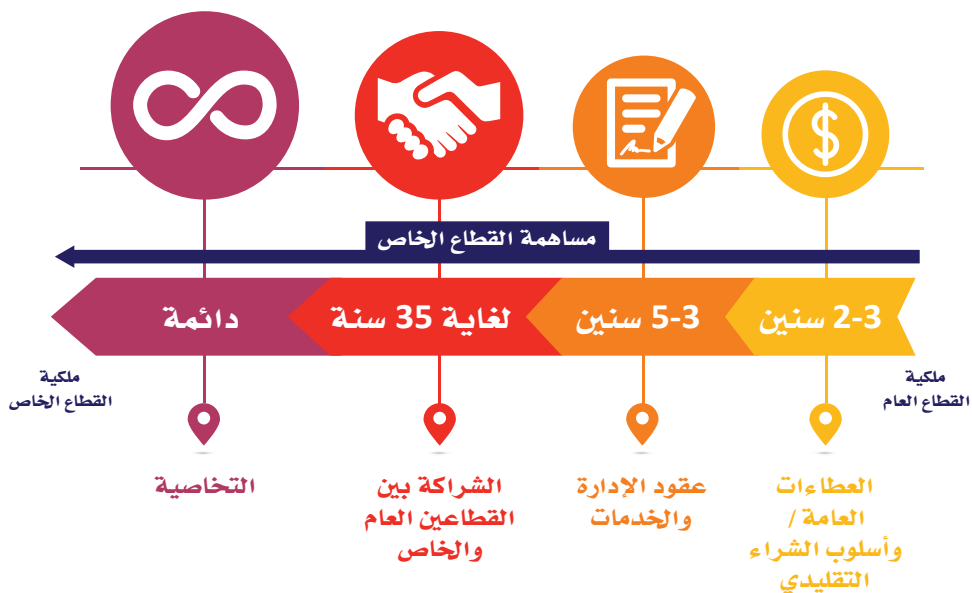 مساهمة القطاع الخاص
2-3 سنين
5-3 سنين
لغاية 35 سنة
دائمة
ملكية
القطاع العام
ملكية
القطاع الخاص
العطاءات
العامة /
وأسلوب الشراء
التقليدي
عقود الإدارة
والخدمات
الشراكة بين
القطاعين العام
والخاص
التخاصية